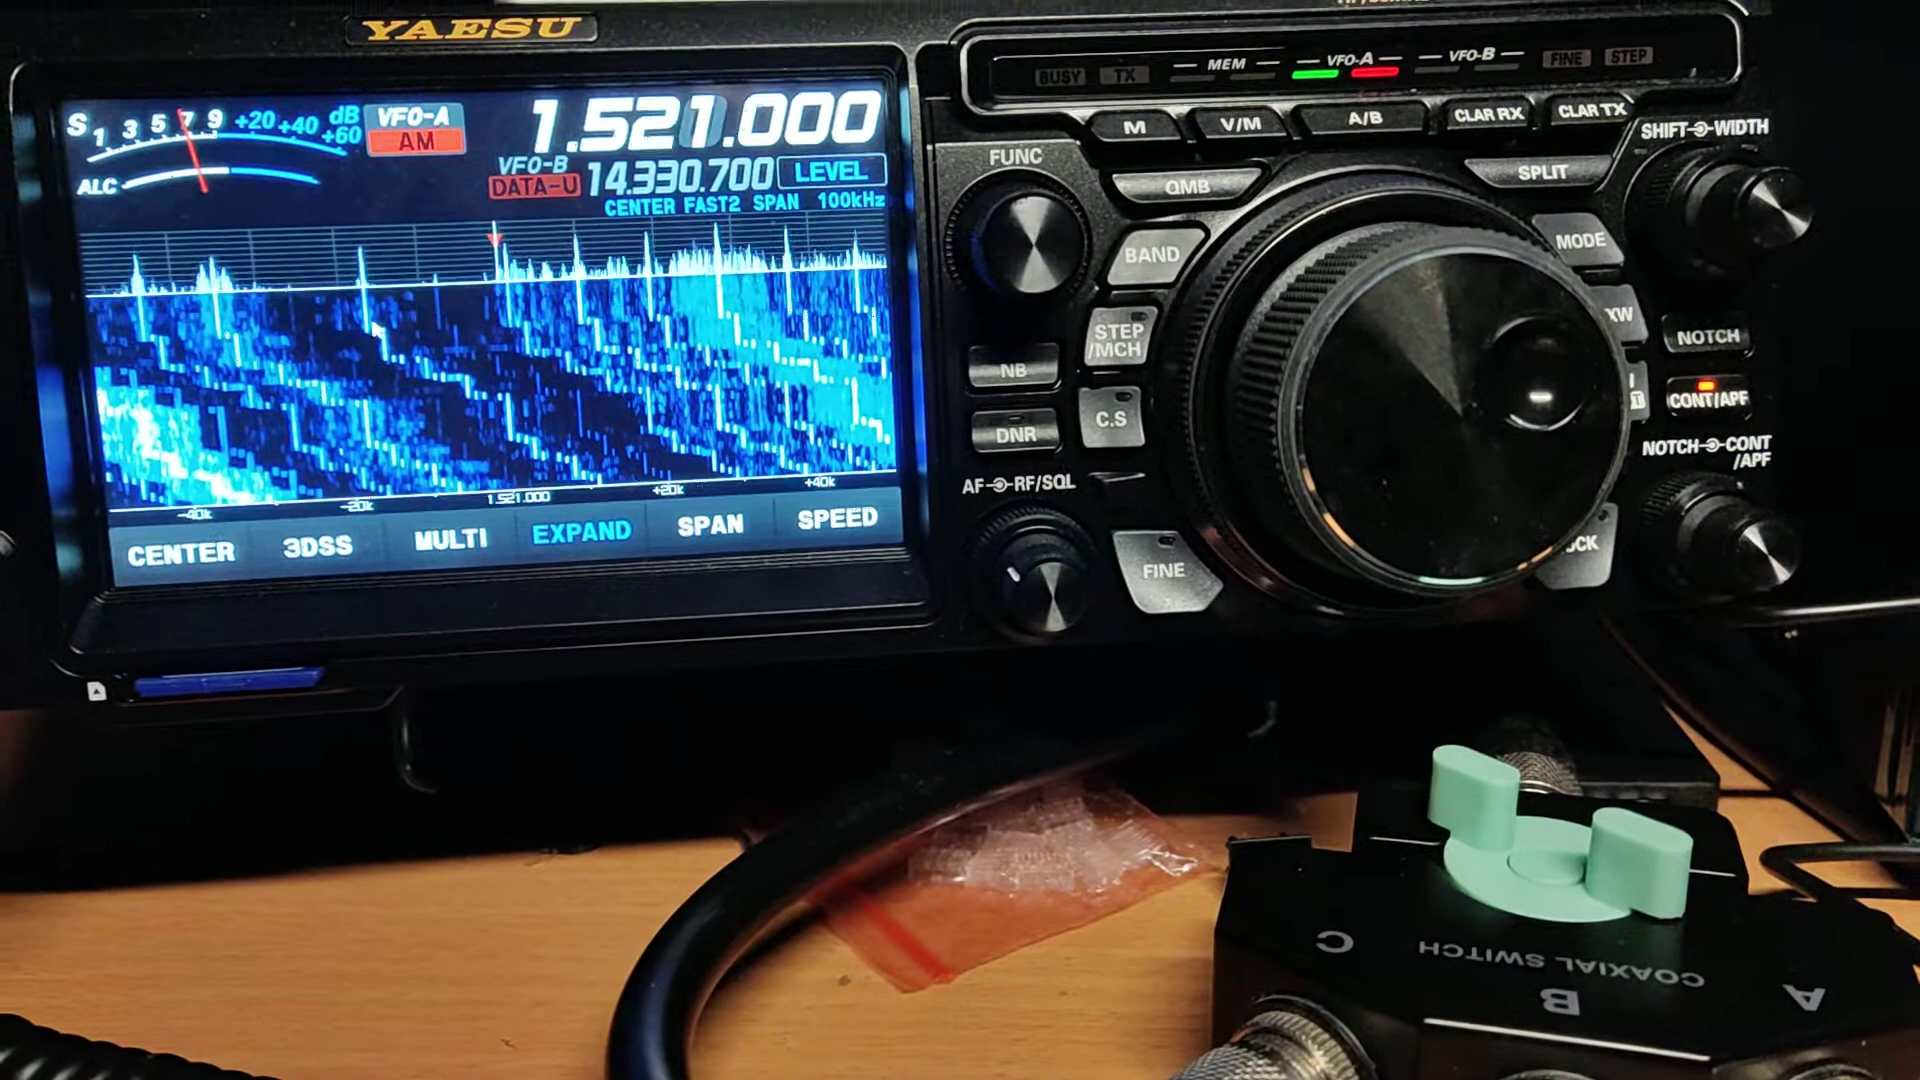 YAESU
S 1 3 5 7 9 +20 +40 +60 dB
ALC
VFO-A
AM
1.521.000
VFO-B
DATA-U
14.330.700
LEVEL
CENTER FAST2 SPAN 100kHz
-40k -20k 1.521.000 +20k +40k
CENTER 3DSS MULTI EXPAND SPAN SPEED
BUSY TX MEM VFO-A VFO-B FINE STEP
M V/M A/B CLAR RX CLAR TX
SHIFT WIDTH
FUNC
QMB
SPLIT
BAND
MODE
STEP
/MCH
NB
NOTCH
C.S
CONT/APF
DNR
NOTCH CONT
/APF
AF RF/SQL
FINE
C
COAXIAL SWITCH
B
A